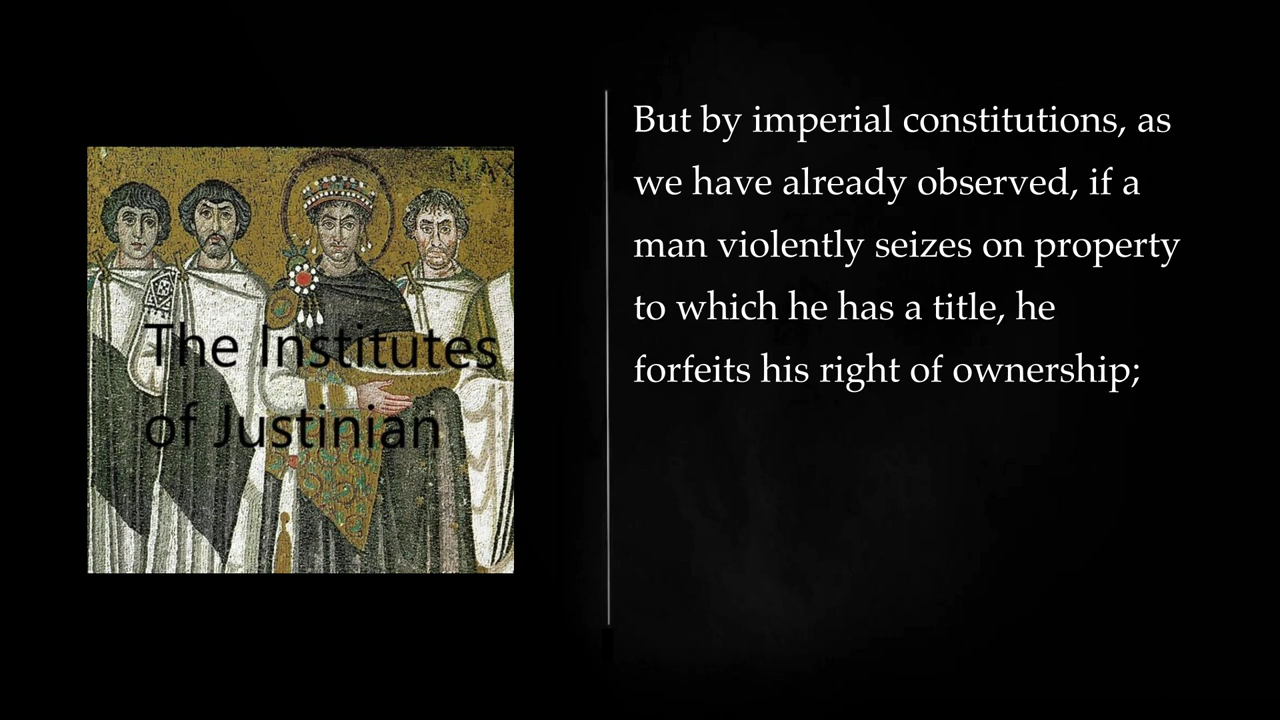 The Institutes
of Justinian
But by imperial constitutions, as
we have already observed, if a
man violently seizes on property
to which he has a title, he
forfeits his right of ownership;